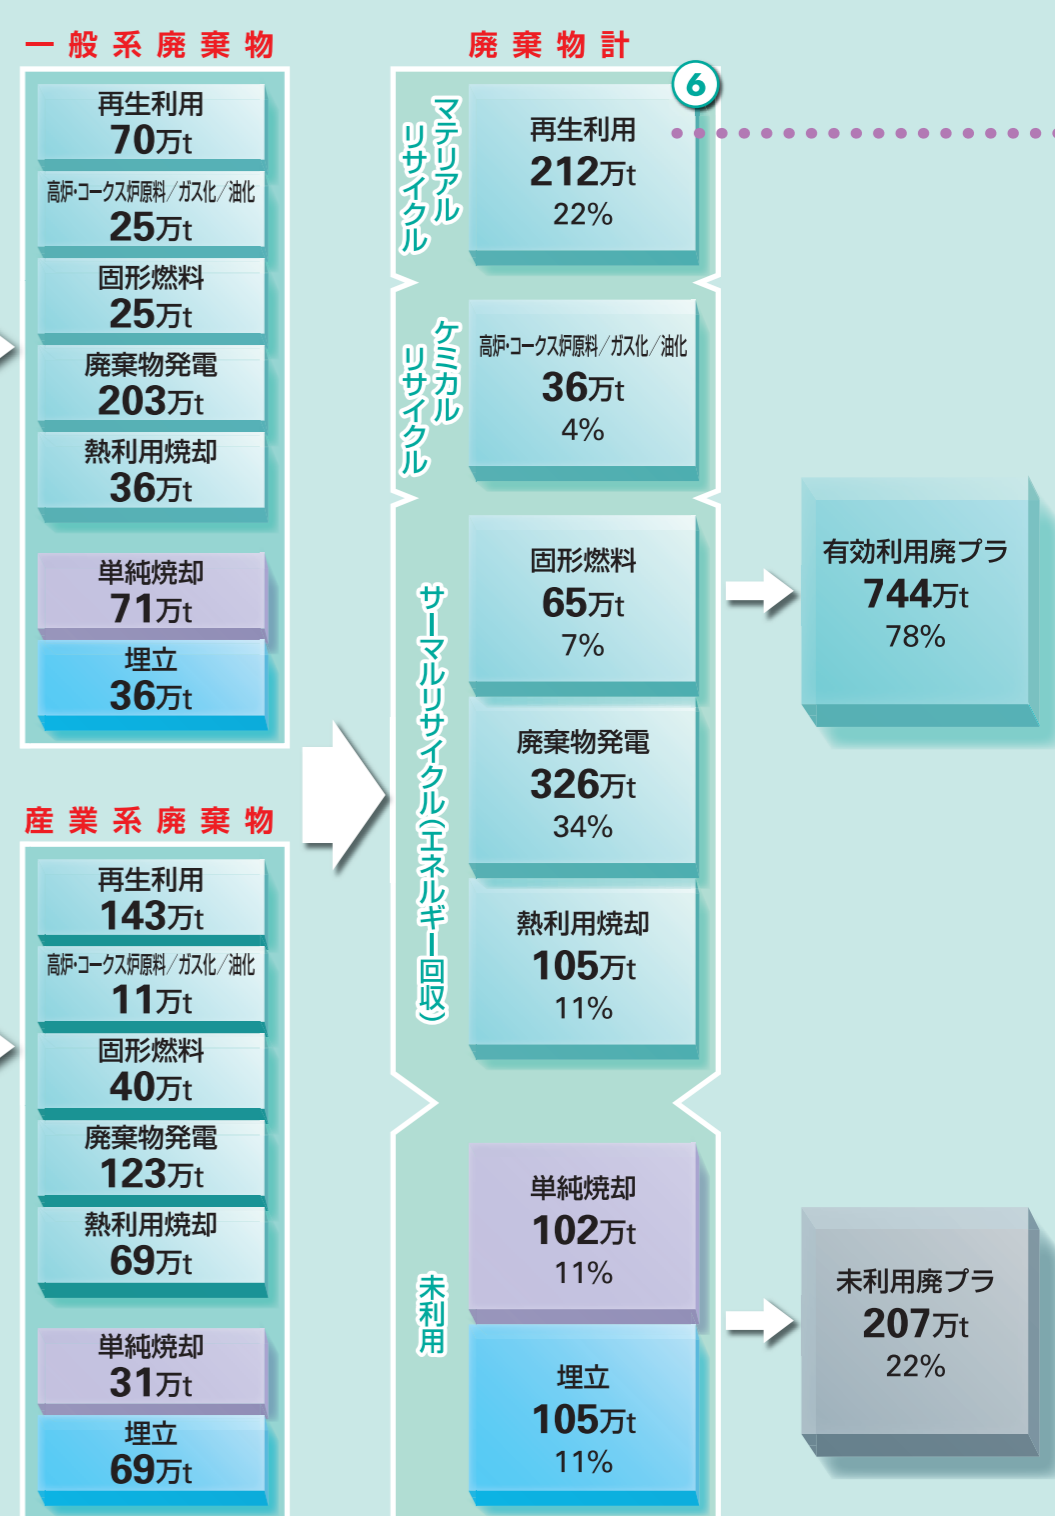 一般系廃棄物
再生利用
70万t
高炉・コークス炉原料/ガス化/油化
25万t
固形燃料
25万t
廃棄物発電
203万t
熱利用焼却
36万t
単純焼却
71万t
埋立
36万t
産業系廃棄物
再生利用
143万t
高炉・コークス炉原料/ガス化/油化
11万t
固形燃料
40万t
廃棄物発電
123万t
熱利用焼却
69万t
単純焼却
31万t
埋立
69万t
廃棄物計
6
マテリアル
リサイクル
再生利用
212万t
22%
ケミカル
リサイクル
高炉・コークス炉原料/ガス化/油化
36万t
4%
サーマルリサイクル(エネルギー回収)
固形燃料
65万t
7%
廃棄物発電
326万t
34%
熱利用焼却
105万t
11%
未利用
単純焼却
102万t
11%
埋立
105万t
11%
有効利用廃プラ
744万t
78%
未利用廃プラ
207万t
22%